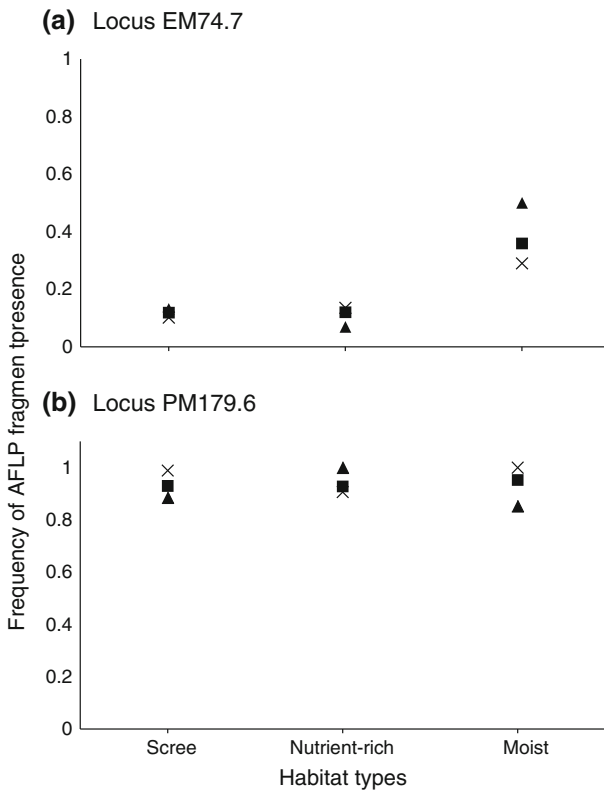 (a) Locus EM74.7
1
0.8
0.6
0.4
0.2
0
(b) Locus PM179.6
1
0.8
0.6
0.4
0.2
0
Frequency of AFLP fragmen tpresence
Scree Nutrient-rich Moist
Habitat types